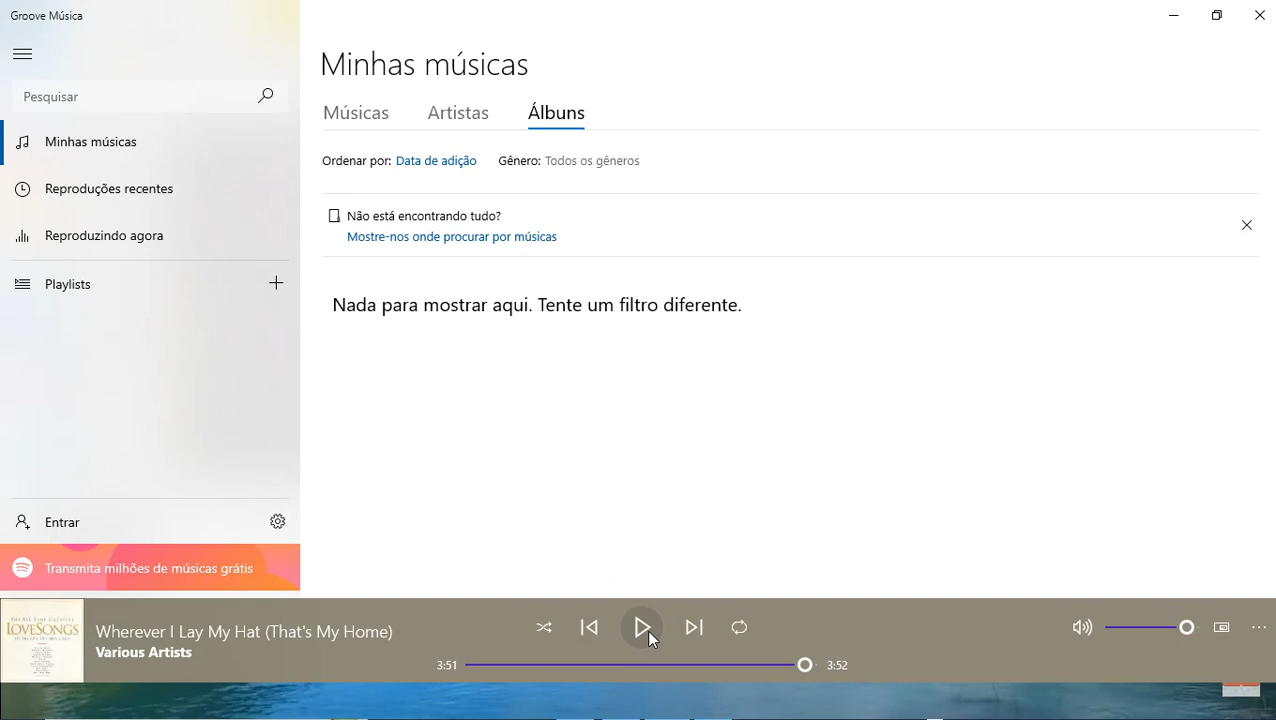 Groove Música
Pesquisar
Minhas músicas
Reproduções recentes
Reproduzindo agora
Playlists
Entrar
Transmita milhões de músicas grátis
Minhas músicas
Músicas Artistas Álbuns
Ordenar por: Data de adição Gênero: Todos os gêneros
Não está encontrando tudo?
Mostre-nos onde procurar por músicas
Nada para mostrar aqui. Tente um filtro diferente.
LOVESONGS
Wherever I Lay My Hat (That's My Home)
Various Artists
3:51 3:52